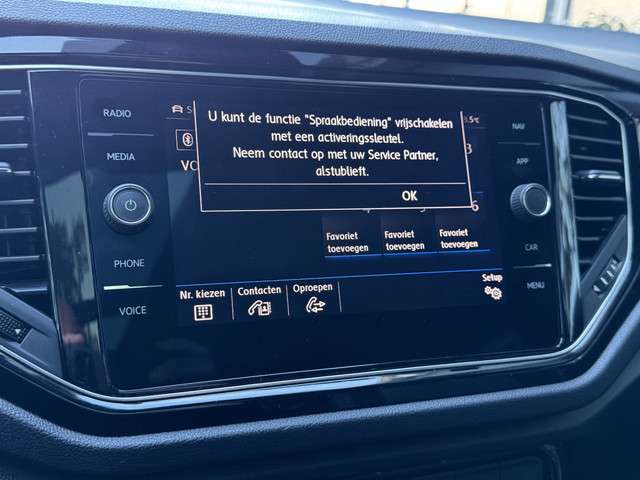 RADIO
MEDIA
PHONE
VOICE
NAV
APP
CAR
MENU
U kunt de functie "Spraakbediening" vrijschakelen
met een activeringssleutel.
Neem contact op met uw Service Partner,
alstublieft.
OK
Favoriet toevoegen
Favoriet toevoegen
Favoriet toevoegen
Nr. kiezen
Contacten
Oproepen
Setup